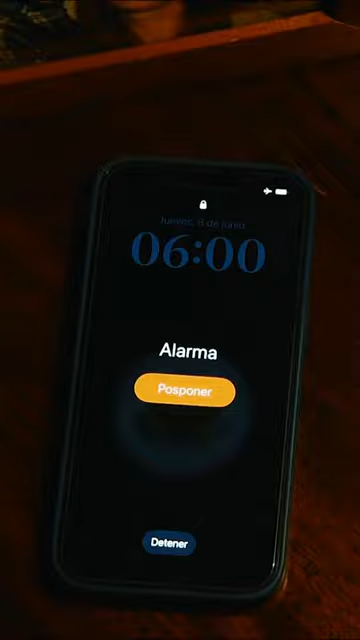 Jueves, 8 de junio
06:00
Alarma
Posponer
Detener